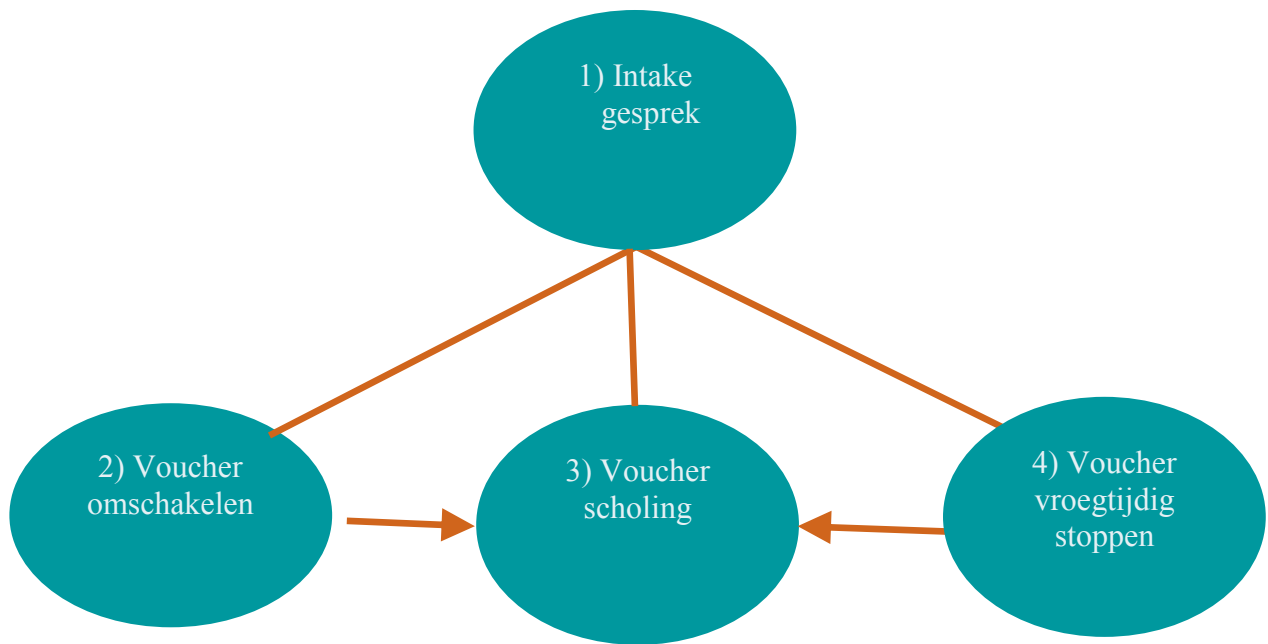 1) Intake
gesprek
2) Voucher
omschakelen
3) Voucher
scholing
4) Voucher
vroegtijdig
stoppen